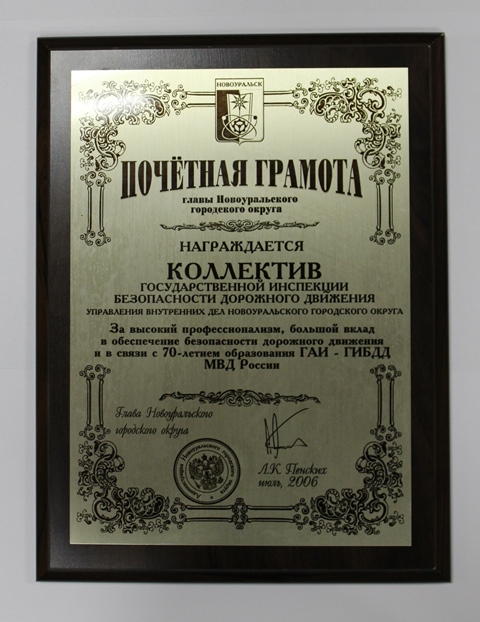 НОВОУРАЛЬСК
ПОЧЁТНАЯ ГРАМОТА
главы Новоуральского
городского округа
НАГРАЖДАЕТСЯ
КОЛЛЕКТИВ
ГОСУДАРСТВЕННОЙ ИНСПЕКЦИИ
БЕЗОПАСНОСТИ ДОРОЖНОГО ДВИЖЕНИЯ
УПРАВЛЕНИЯ ВНУТРЕННИХ ДЕЛ НОВОУРАЛЬСКОГО ГОРОДСКОГО ОКРУГА
За высокий профессионализм, большой вклад
в обеспечение безопасности дорожного движения
и в связи с 70-летием образования ГАИ - ГИБДД
МВД России
Глава Новоуральского
городского округа
Л.К. Пенских
июль, 2006